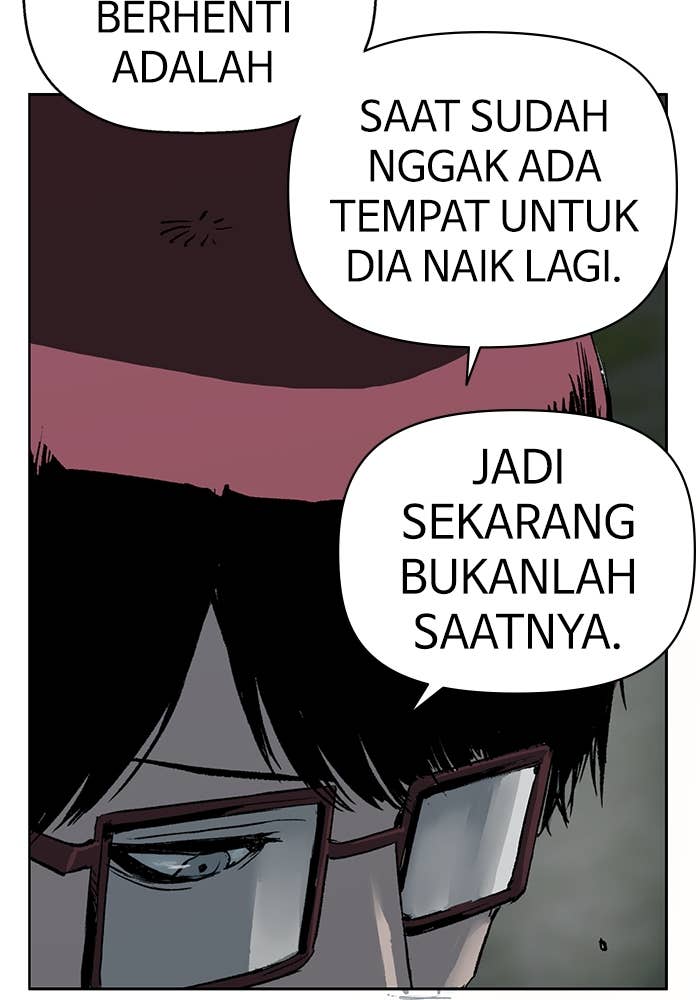 BERHENTI
ADALAH
SAAT SUDAH
NGGAK ADA
TEMPAT UNTUK
DIA NAIK LAGI.
JADI
SEKARANG
BUKANLAH
SAATNYA.